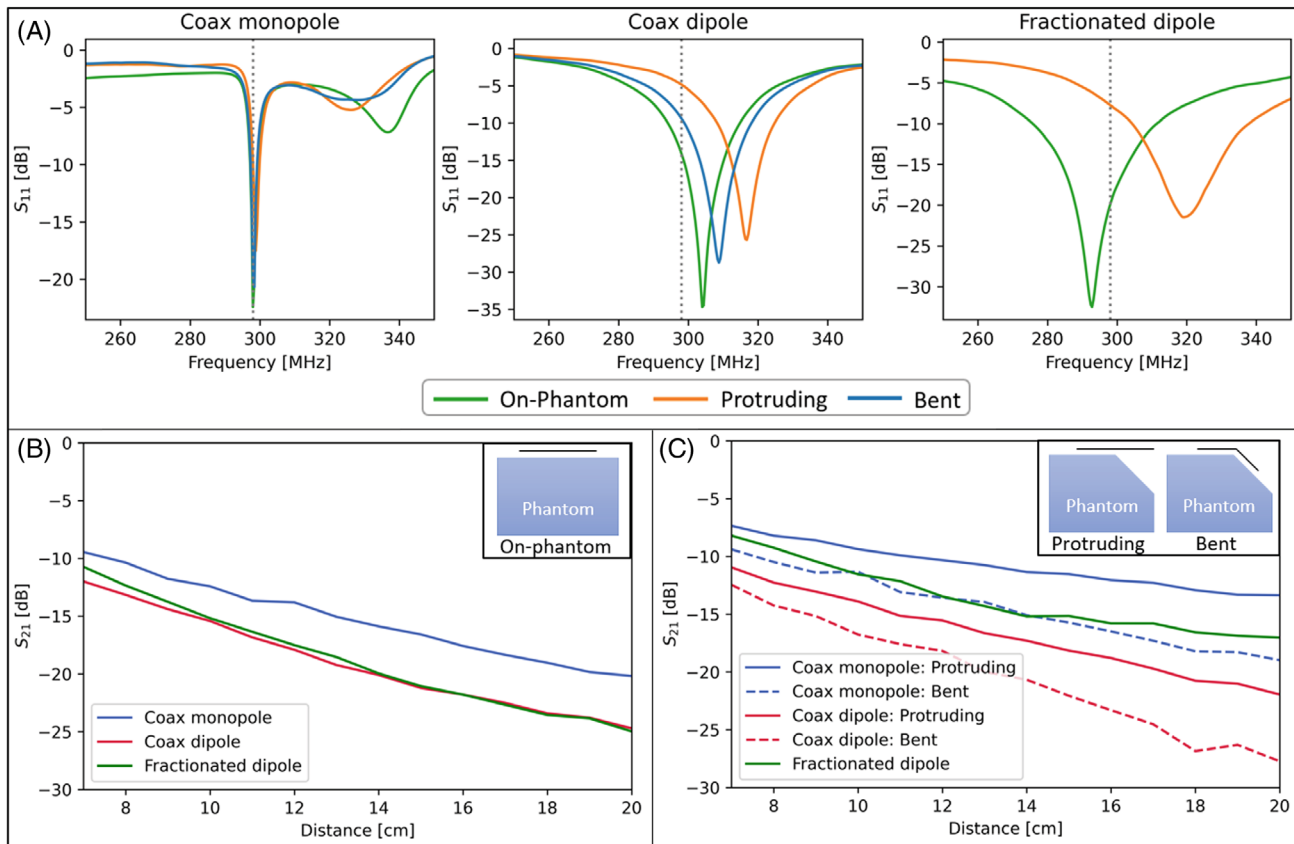 (A)
Coax monopole
Coax dipole
Fractionated dipole
0
−5
−10
−15
−20
S11 [dB]
260 280 300 320 340
Frequency [MHz]
0
−5
−10
−15
−20
−25
−30
−35
S11 [dB]
260 280 300 320 340
Frequency [MHz]
0
−10
−20
−30
S11 [dB]
260 280 300 320 340
Frequency [MHz]
On-Phantom Protruding Bent
(B)
0
−5
−10
−15
−20
−25
−30
S21 [dB]
Phantom
On-phantom
Coax monopole
Coax dipole
Fractionated dipole
8 10 12 14 16 18 20
Distance [cm]
(C)
0
−5
−10
−15
−20
−25
−30
S21 [dB]
Phantom Phantom
Protruding Bent
Coax monopole: Protruding
Coax monopole: Bent
Coax dipole: Protruding
Coax dipole: Bent
Fractionated dipole
8 10 12 14 16 18 20
Distance [cm]